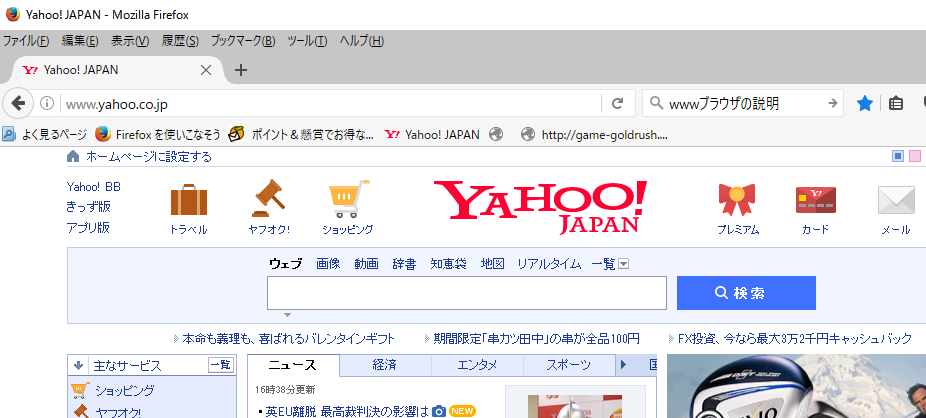 Yahoo! JAPAN - Mozilla Firefox
ファイル(F) 編集(E) 表示(V) 履歴(S) ブックマーク(B) ツール(T) ヘルプ(H)
Y! Yahoo! JAPAN
www.yahoo.co.jp
wwwブラウザの説明
よく見るページ Firefox を使いこなそう ポイント & 懸賞でお得な... Y! Yahoo! JAPAN http://game-goldrush....
ホームページに設定する
Yahoo! BB
きっず版
アプリ版
トラベル ヤフオク! ショッピング
YAHOO!
JAPAN
プレミアム カード メール
ウェブ 画像 動画 辞書 知恵袋 地図 リアルタイム 一覧
検索
本命も義理も、喜ばれるバレンタインギフト 期間限定「串カツ田中」の串が全品100円 FX投資、今なら最大3万2千円キャッシュバック
主なサービス 一覧 ニュース 経済 エンタメ スポーツ
ショッピング
ヤフオク!
16時38分更新
英EU離脱 最高裁判決の影響は NEW